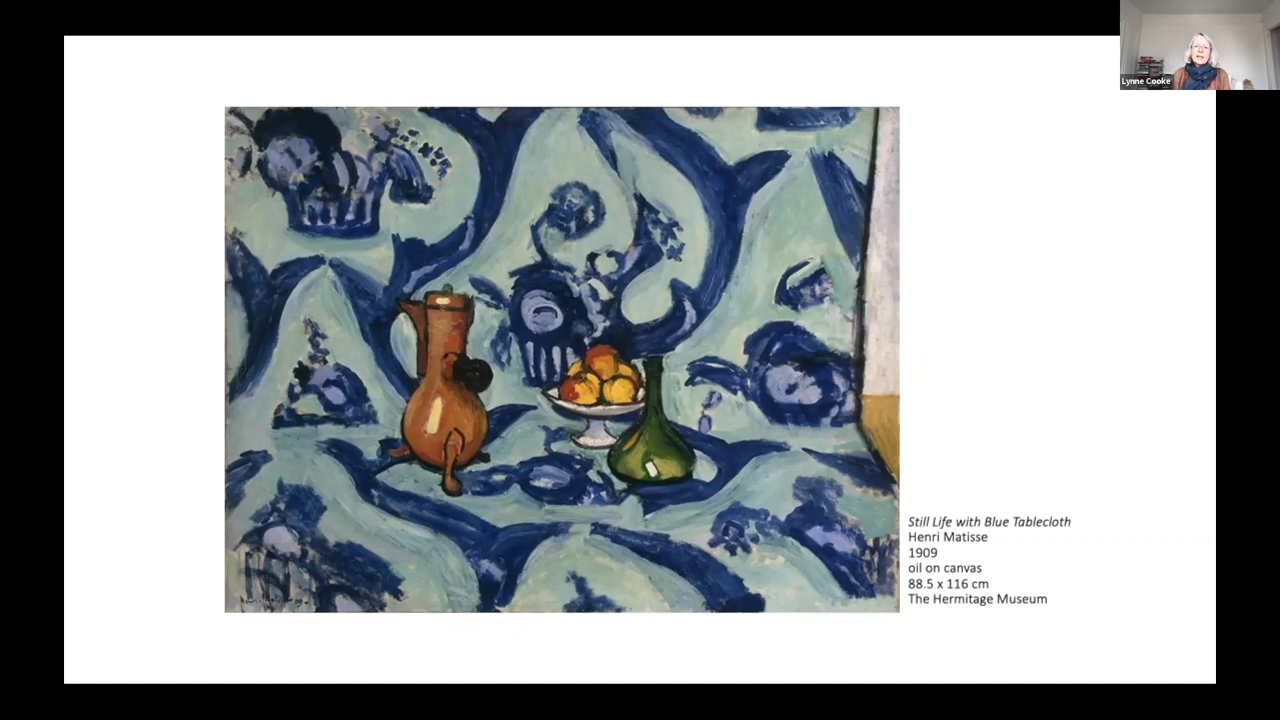 Lynne Cooke
Still Life with Blue Tablecloth
Henri Matisse
1909
oil on canvas
88.5 x 116 cm
The Hermitage Museum